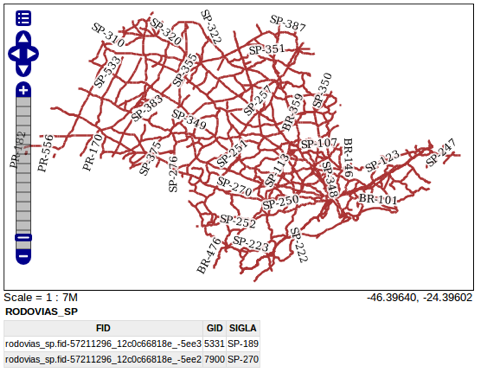 SP-310
SP-320
SP-322
SP-387
SP-351
SP-533
SP-355
SP-350
SP-383
SP-257
SP-359
SP-349
SP-107
BR-146
SP-123
SP-247
PR-556
PR-170
SP-375
SP-251
SP-113
SP-270
SP-348
SP-250
BR-101
SP-252
SP-223
SP-222
BR-476
Scale = 1 : 7M
-46.39640, -24.39602
RODOVIAS_SP
FID GID SIGLA
rodovias_sp.fid-57211296_12c0c66818e_-5ee3 5331 SP-189
rodovias_sp.fid-57211296_12c0c66818e_-5ee2 7900 SP-270